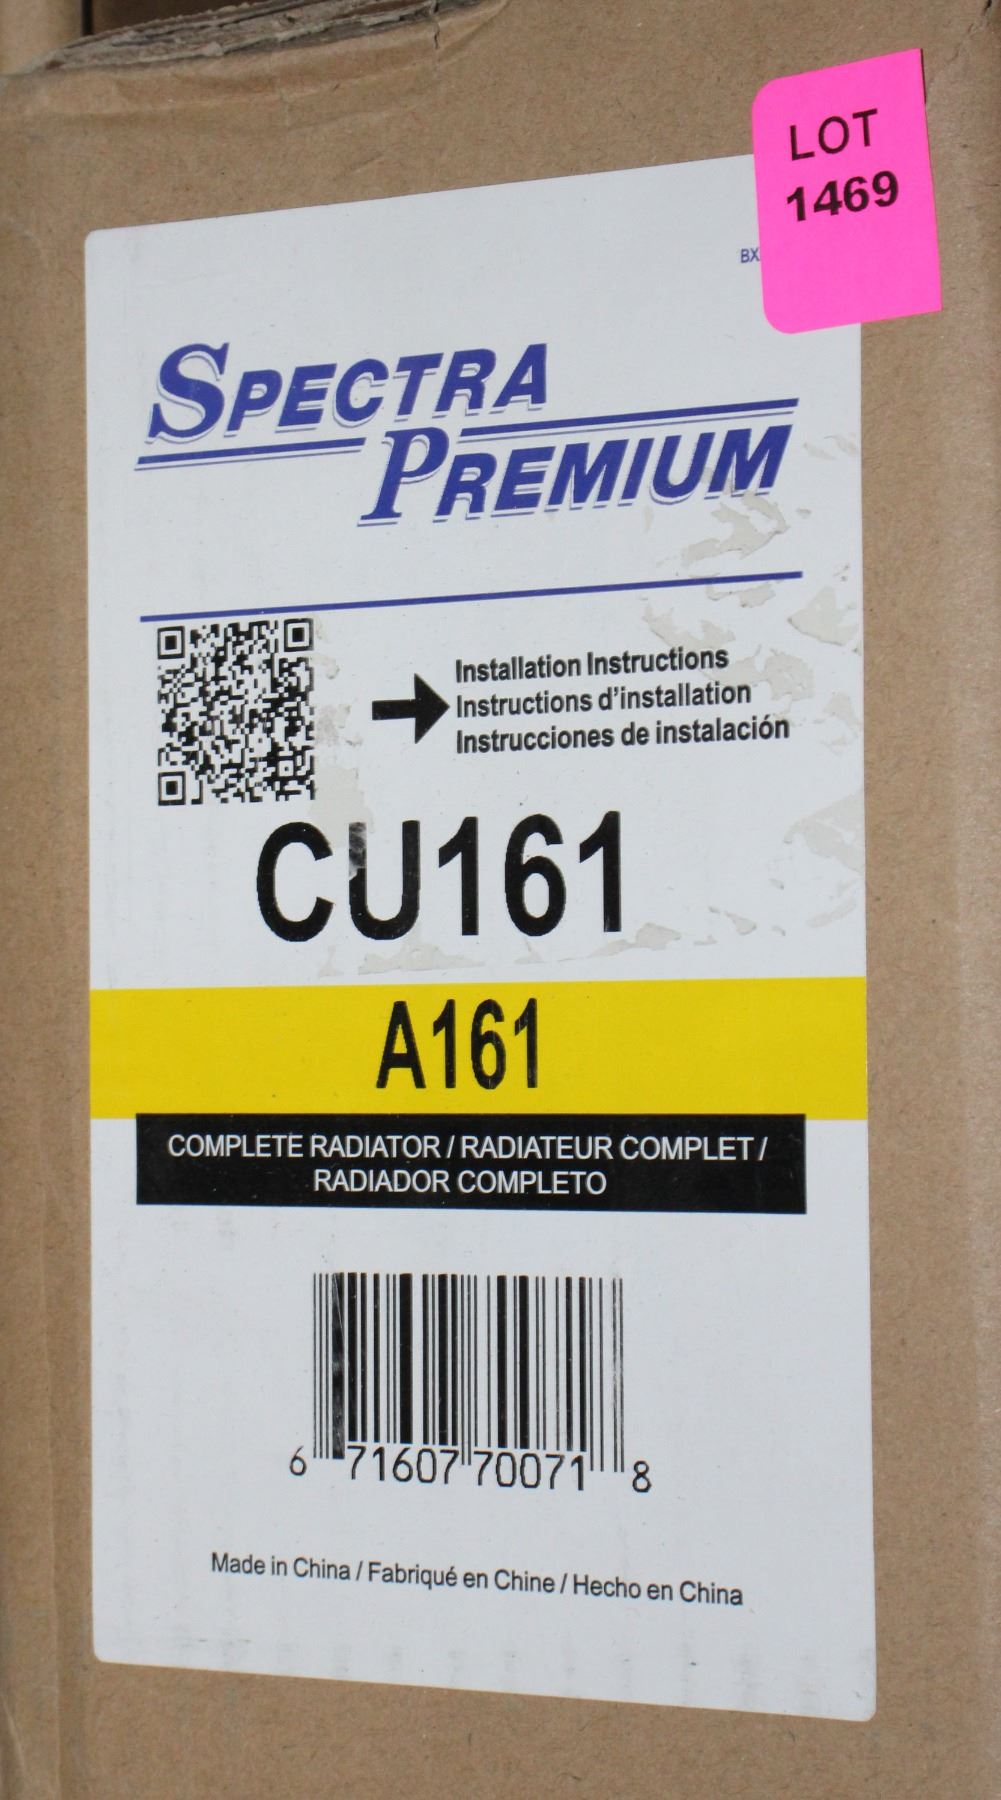 LOT
1469
BX
SPECTRA
PREMIUM
Installation Instructions
Instructions d'installation
Instrucciones de instalación
CU161
A161
COMPLETE RADIATOR / RADIATEUR COMPLET /
RADIADOR COMPLETO
6 71607 70071 8
Made in China / Fabriqué en Chine / Hecho en China